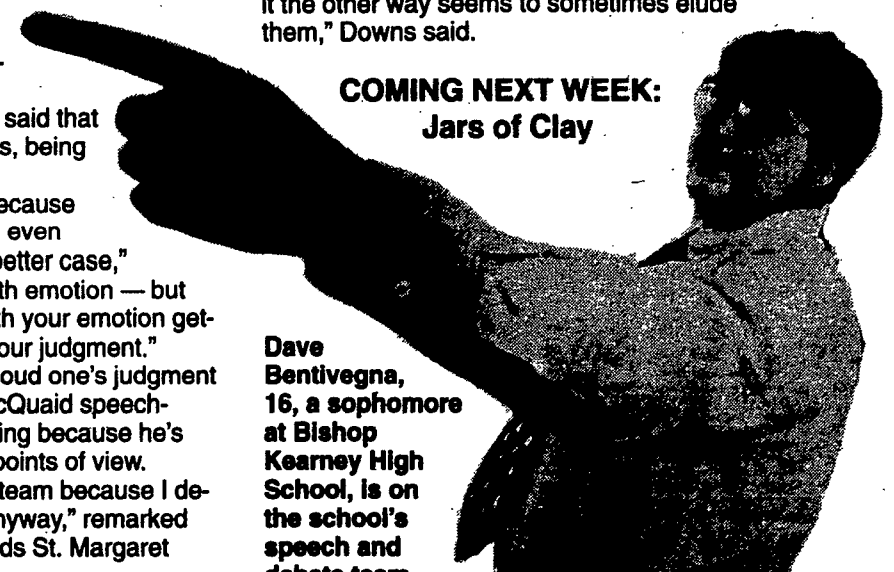 it the other way seems to sometimes elude
them,” Downs said.
COMING NEXT WEEK:
Jars of Clay
said that
s, being
ecause
even
etter case,”
th emotion — but
h your emotion get-
our judgment.”
oud one’s judgment
cQuaid speech-
ing because he’s
points of view.
team because I de-
nyway,” remarked
ds St. Margaret
Dave
Bentivegna,
16, a sophomore
at Bishop
Kearney High
School, is on
the school’s
speech and
debate team